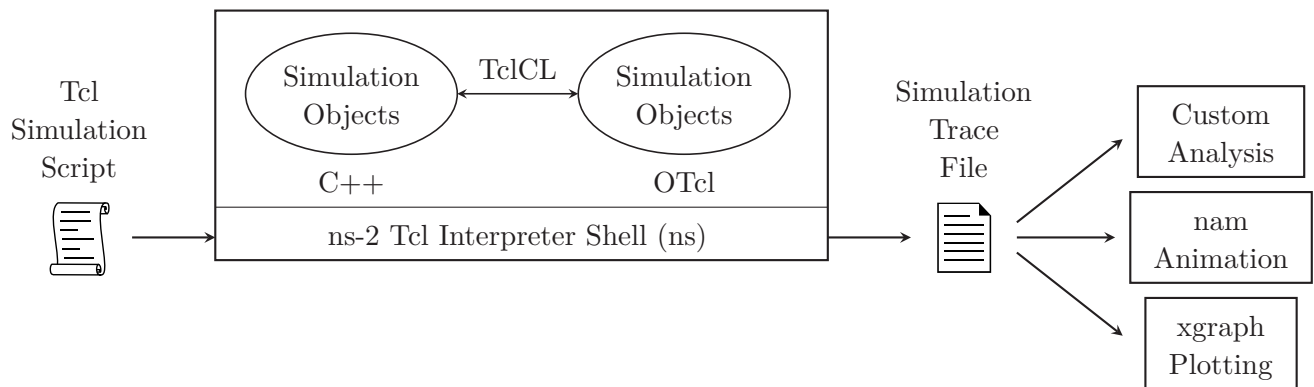 Tcl
Simulation
Script
Simulation
Objects
TclCL
Simulation
Objects
C++
OTcl
ns-2 Tcl Interpreter Shell (ns)
Simulation
Trace
File
Custom
Analysis
nam
Animation
xgraph
Plotting